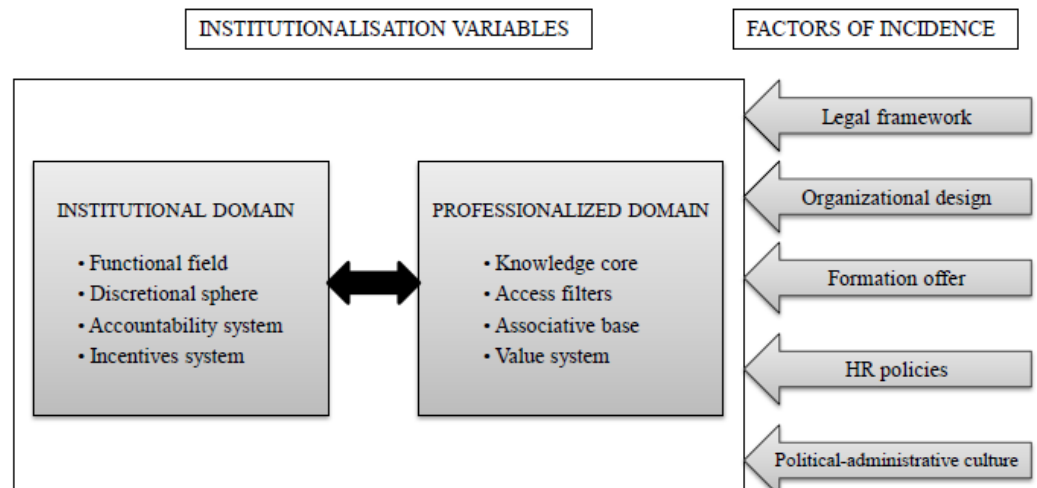 INSTITUTIONALISATION VARIABLES
FACTORS OF INCIDENCE
INSTITUTIONAL DOMAIN
• Functional field
• Discretional sphere
• Accountability system
• Incentives system
PROFESSIONALIZED DOMAIN
• Knowledge core
• Access filters
• Associative base
• Value system
Legal framework
Organizational design
Formation offer
HR policies
Political-administrative culture